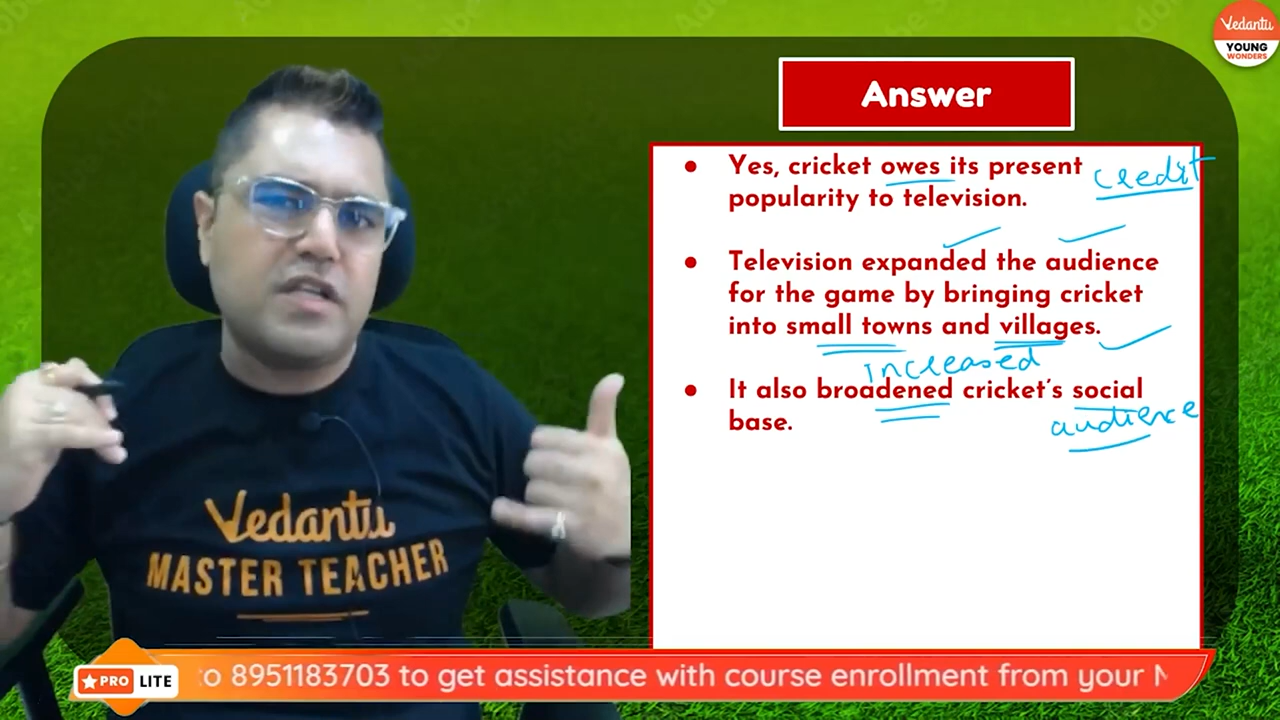 Vedantu
YOUNG
WONDERS
Answer
• Yes, cricket owes its present credit
popularity to television.
• Television expanded the audience
for the game by bringing cricket
into small towns and villages.
increased
• It also broadened cricket's social
base. audience
Vedantu
MASTER TEACHER
PRO LITE
to 8951183703 to get assistance with course enrollment from your